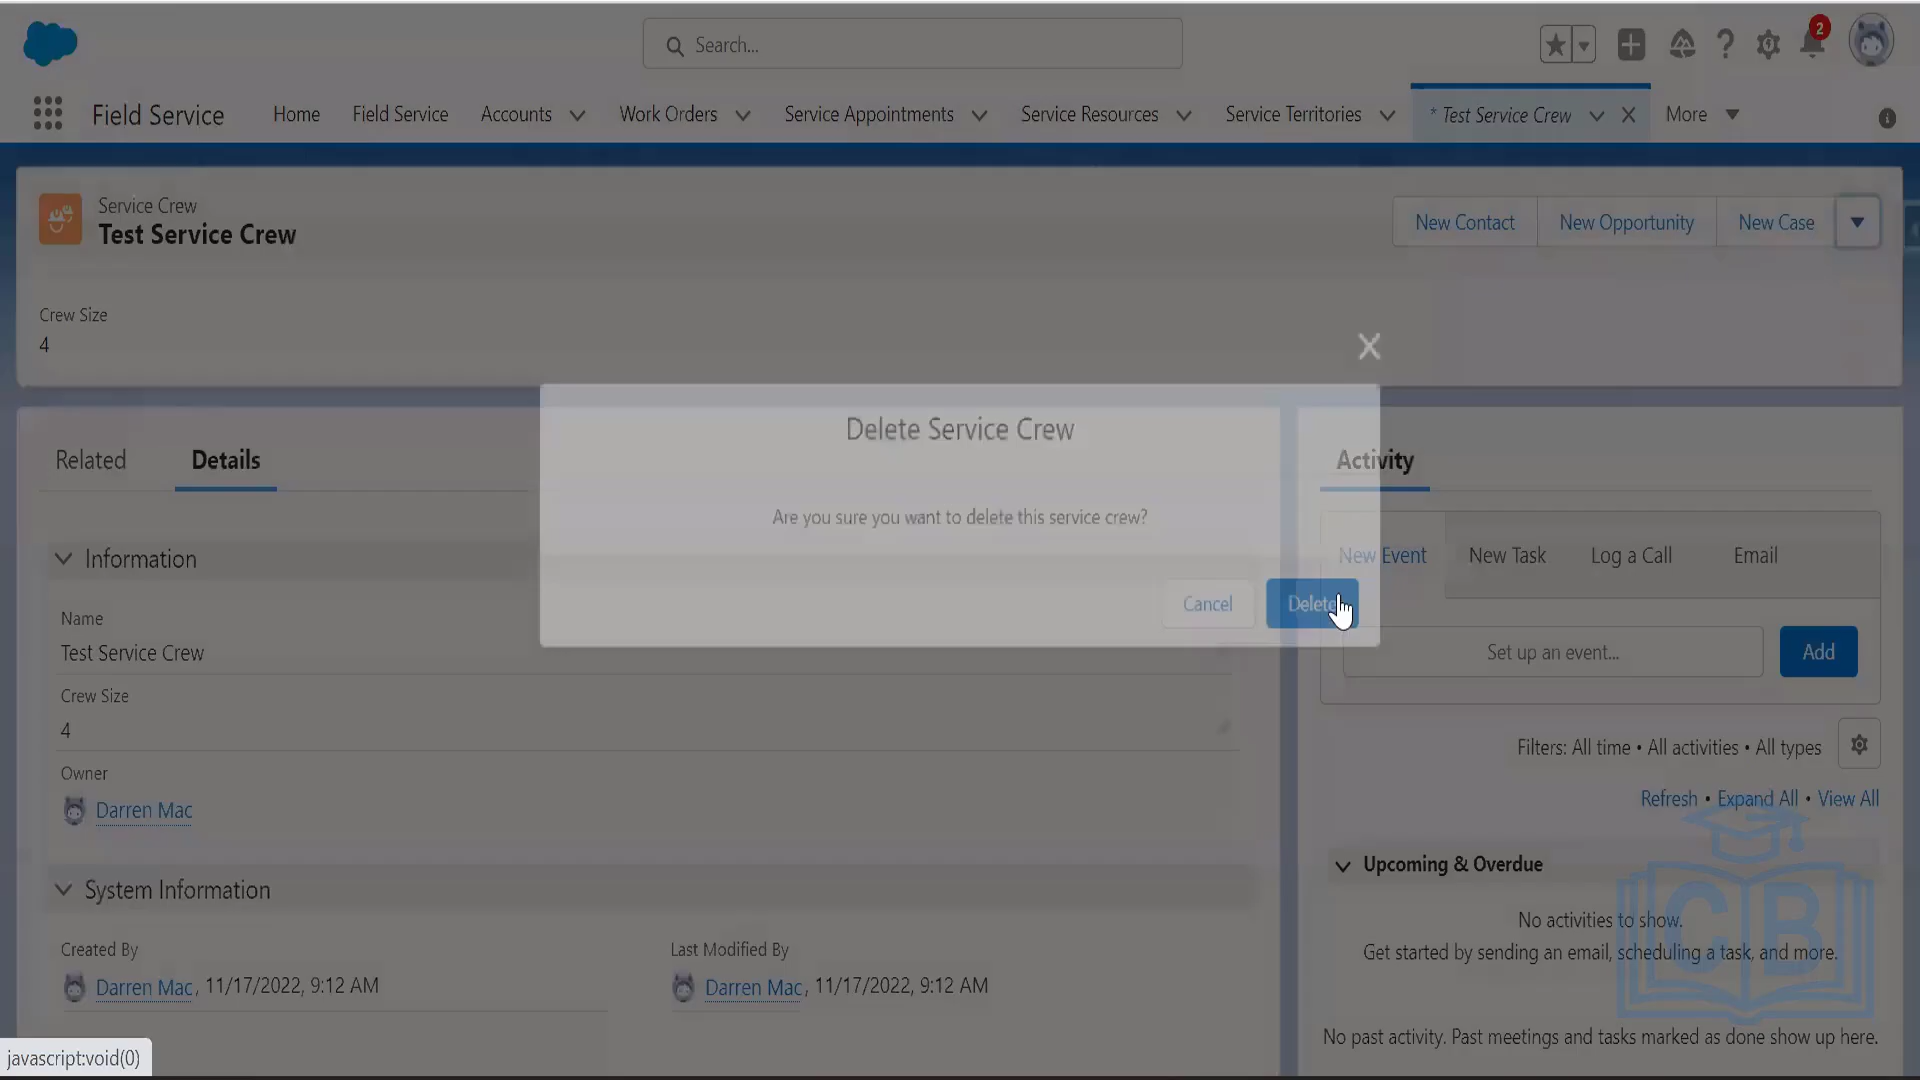 Search...
2
Field Service
Home
Field Service
Accounts
Work Orders
Service Appointments
Service Resources
Service Territories
* Test Service Crew
More
Service Crew
Test Service Crew
New Contact
New Opportunity
New Case
Crew Size
4
Delete Service Crew
Are you sure you want to delete this service crew?
Cancel
Delete
Related
Details
Information
Name
Test Service Crew
Crew Size
4
Owner
Darren Mac
System Information
Created By
Darren Mac, 11/17/2022, 9:12 AM
Last Modified By
Darren Mac, 11/17/2022, 9:12 AM
Activity
New Event
New Task
Log a Call
Email
Set up an event...
Add
Filters: All time • All activities • All types
Refresh • Expand All • View All
Upcoming & Overdue
No activities to show.
Get started by sending an email, scheduling a task, and more.
No past activity. Past meetings and tasks marked as done show up here.
CB
javascript:void(0)